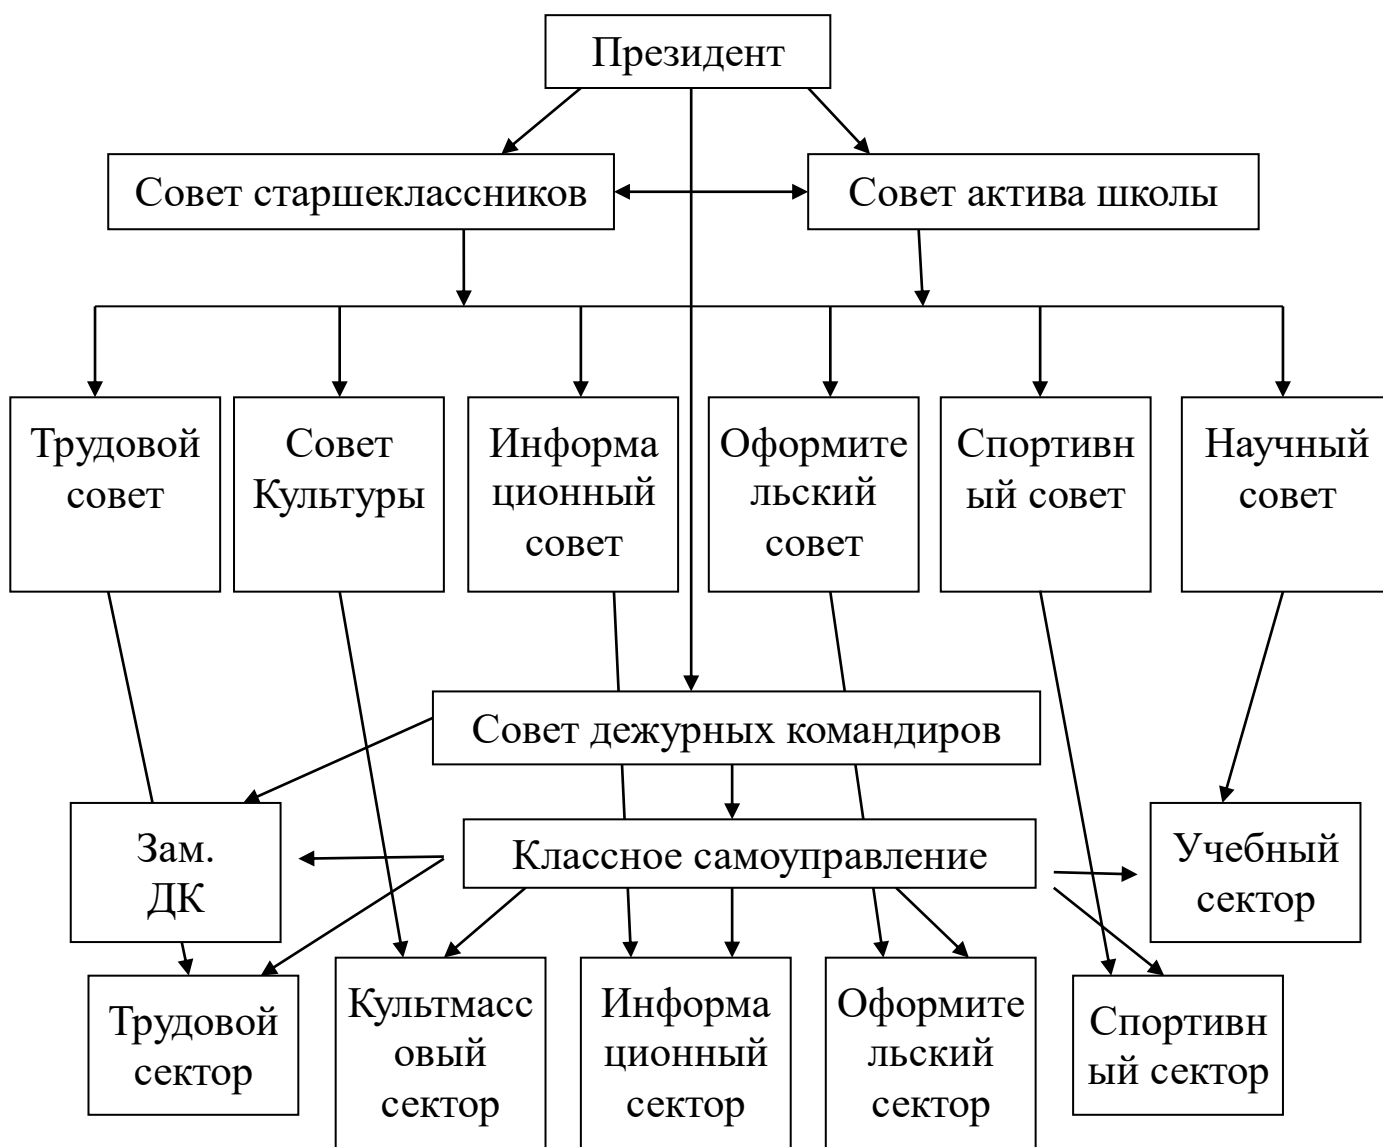 Президент
Совет старшеклассников
Совет актива школы
Трудовой
совет
Совет
Культуры
Информа
ционный
совет
Оформите
льский
совет
Спортивн
ый совет
Научный
совет
Совет дежурных командиров
Зам.
ДК
Классное самоуправление
Учебный
сектор
Трудовой
сектор
Культмасс
овый
сектор
Информа
ционный
сектор
Оформите
льский
сектор
Спортивн
ый сектор